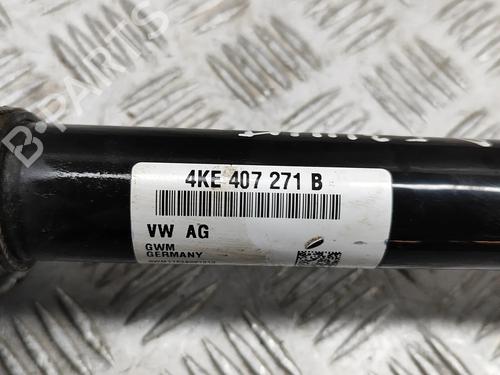 B-PARTS
4KE 407 271 B
VW AG
GWM
GERMANY